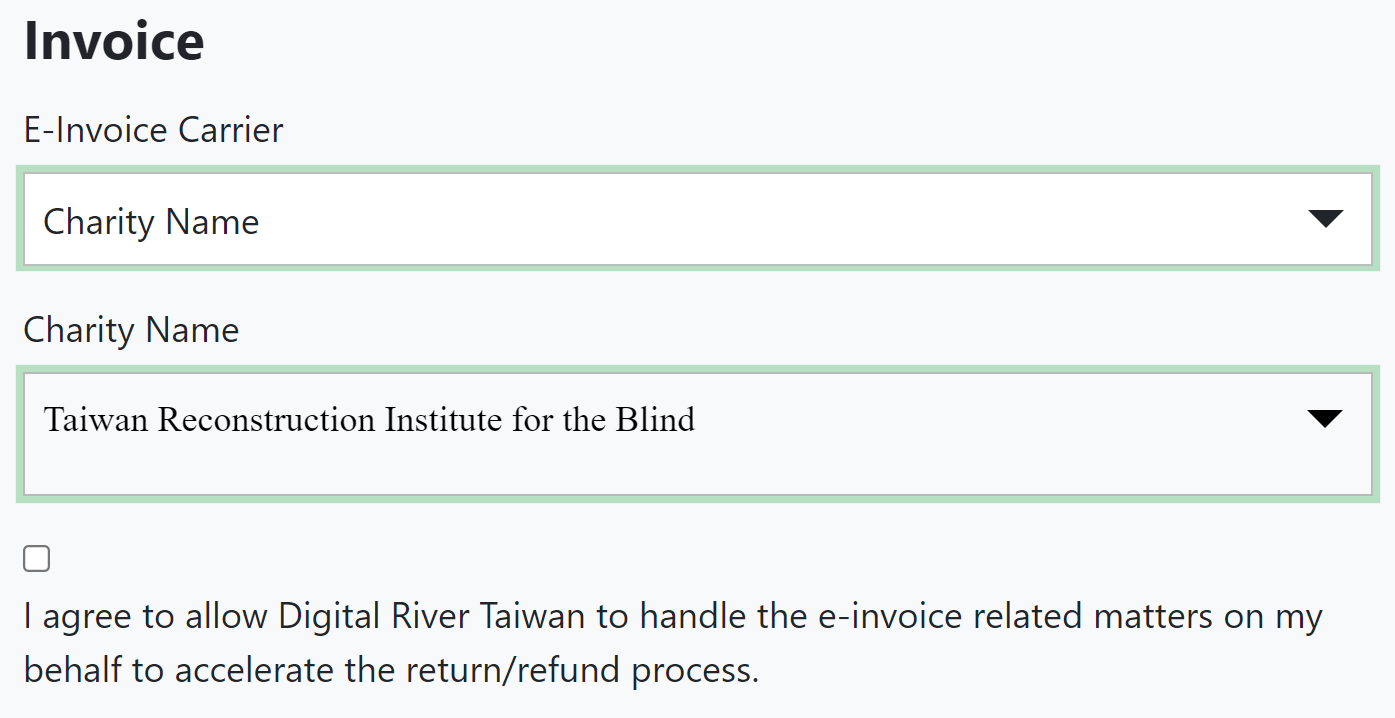 Invoice
E-Invoice Carrier
Charity Name
Charity Name
Taiwan Reconstruction Institute for the Blind
I agree to allow Digital River Taiwan to handle the e-invoice related matters on my
behalf to accelerate the return/refund process.